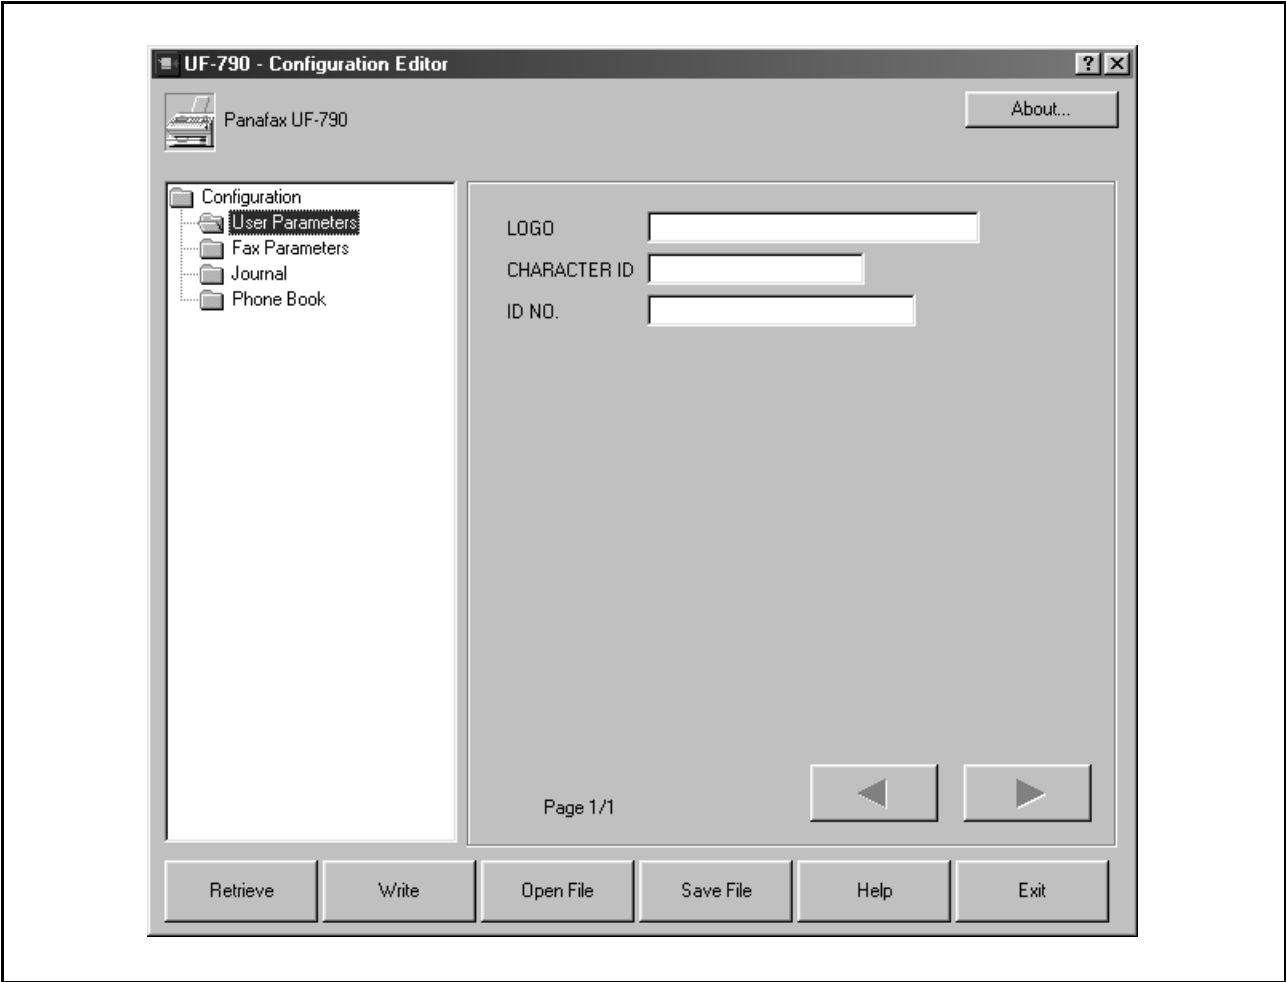 UF-790 - Configuration Editor
Panafax UF-790
About...
Configuration
User Parameters
Fax Parameters
Journal
Phone Book
LOGO
CHARACTER ID
ID NO.
Page 1/1
Retrieve
Write
Open File
Save File
Help
Exit